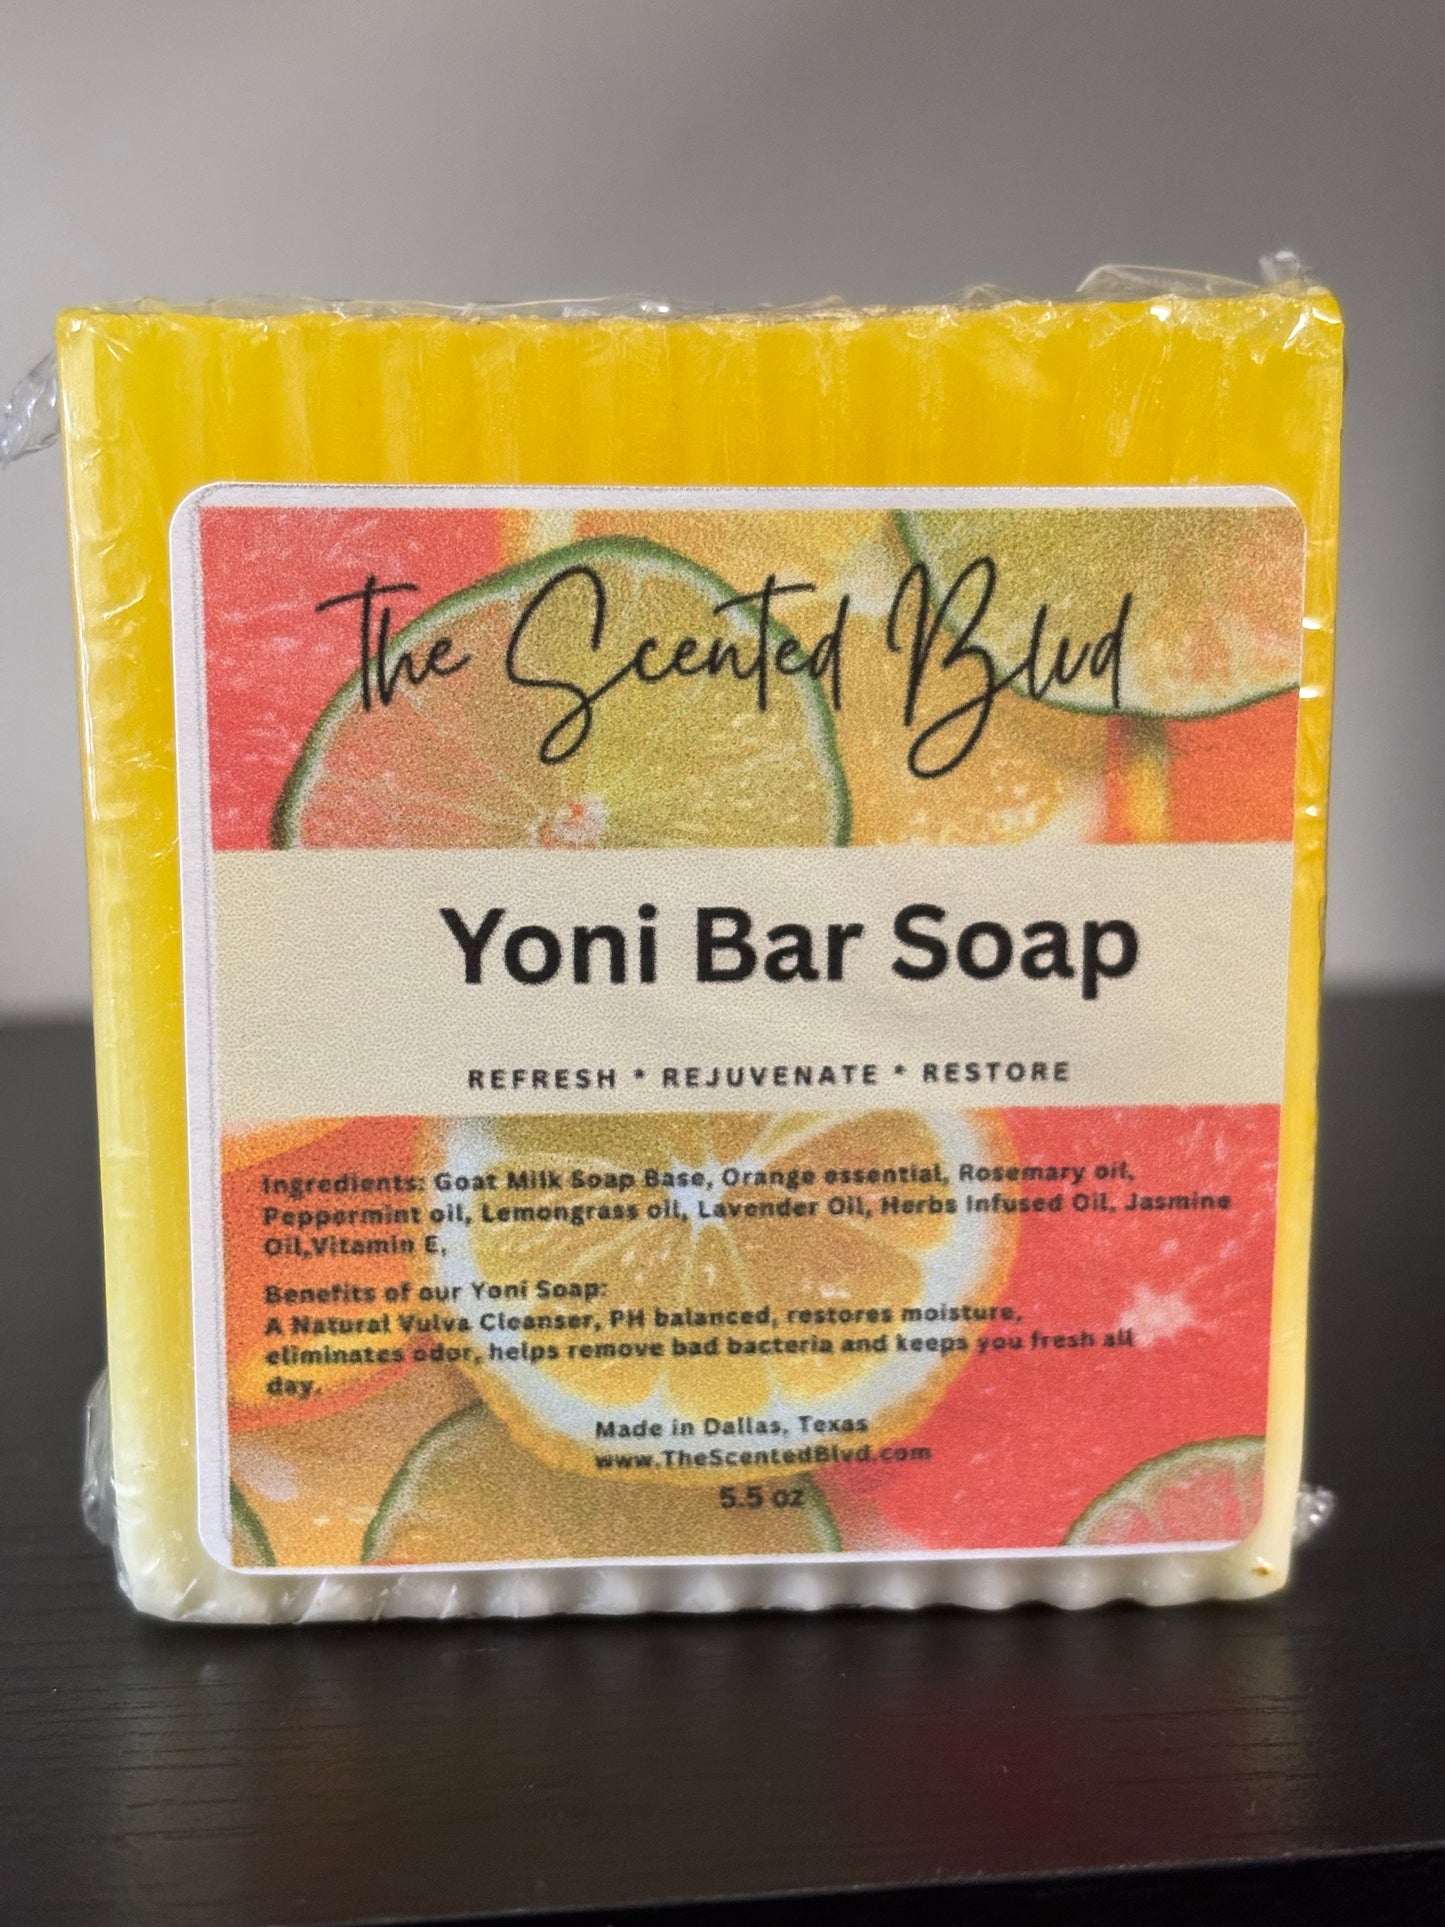 The Scented Blvd
Yoni Bar Soap
REFRESH * REJUVENATE * RESTORE
Ingredients: Goat Milk Soap Base, Orange essential, Rosemary oil,
Peppermint oil, Lemongrass oil, Lavender Oil, Herbs Infused Oil, Jasmine
Oil,Vitamin E,
Benefits of our Yoni Soap:
A Natural Vulva Cleanser, PH balanced, restores moisture,
eliminates odor, helps remove bad bacteria and keeps you fresh all
day.
Made in Dallas, Texas
www.TheScentedBlvd.com
5.5 oz